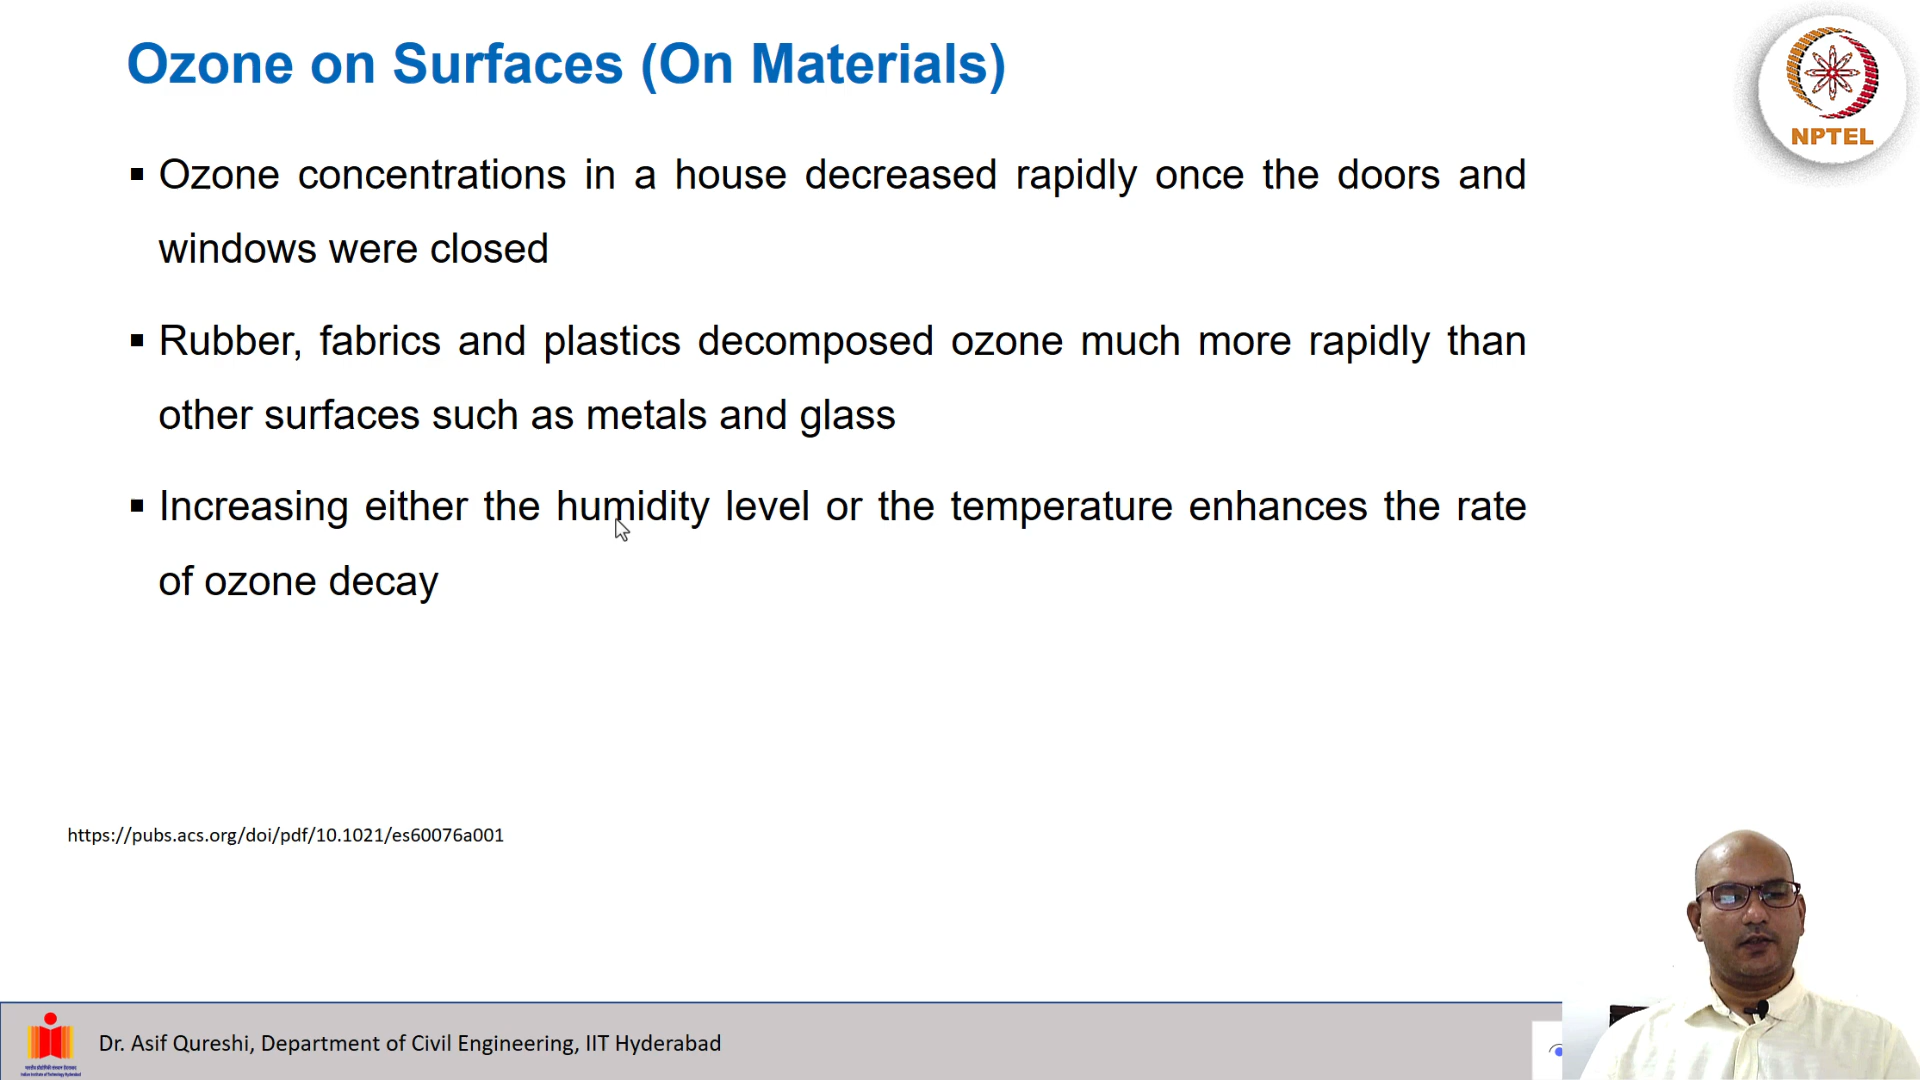 Ozone on Surfaces (On Materials)
NPTEL
▪ Ozone concentrations in a house decreased rapidly once the doors and
windows were closed
▪ Rubber, fabrics and plastics decomposed ozone much more rapidly than
other surfaces such as metals and glass
▪ Increasing either the humidity level or the temperature enhances the rate
of ozone decay
https://pubs.acs.org/doi/pdf/10.1021/es60076a001
Dr. Asif Qureshi, Department of Civil Engineering, IIT Hyderabad